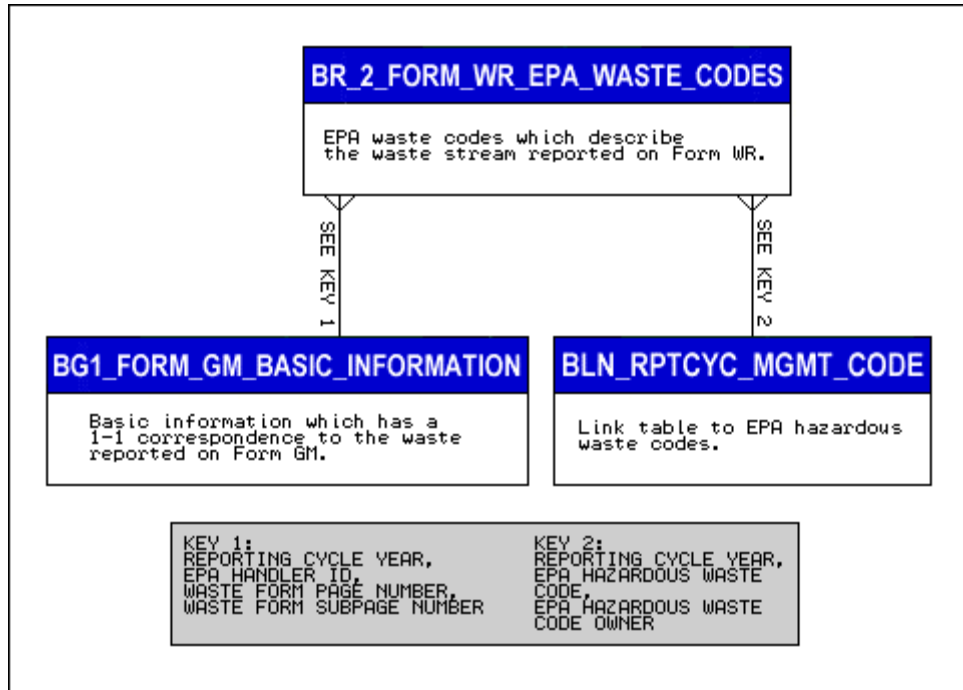 BR_2_FORM_WR_EPA_WASTE_CODES
EPA waste codes which describe
the waste stream reported on Form WR.
SEE KEY 1
SEE KEY 2
BG1_FORM_GM_BASIC_INFORMATION
Basic information which has a
1-1 correspondence to the waste
reported on Form GM.
BLN_RPTCYC_MGMT_CODE
Link table to EPA hazardous
waste codes.
KEY 1:
REPORTING CYCLE YEAR,
EPA HANDLER ID,
WASTE FORM PAGE NUMBER,
WASTE FORM SUBPAGE NUMBER
KEY 2:
REPORTING CYCLE YEAR,
EPA HAZARDOUS WASTE
CODE,
EPA HAZARDOUS WASTE
CODE OWNER